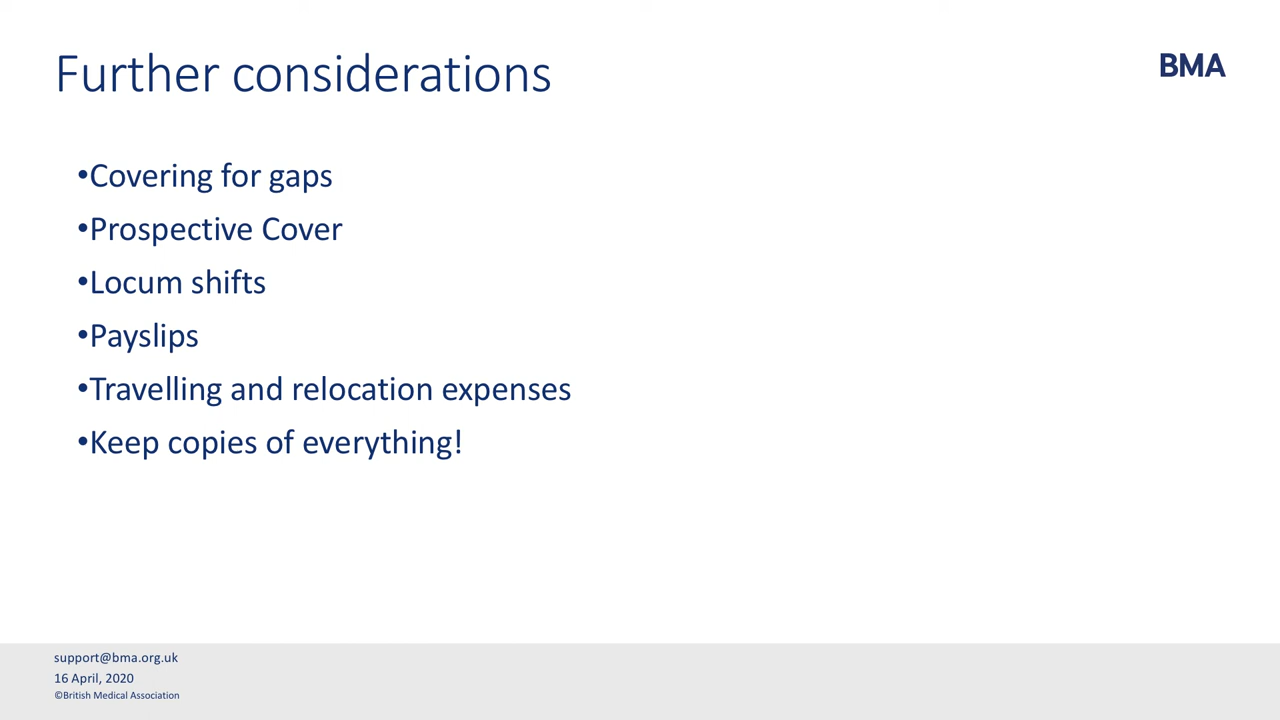 Further considerations
BMA
•Covering for gaps
•Prospective Cover
•Locum shifts
•Payslips
•Travelling and relocation expenses
•Keep copies of everything!
support@bma.org.uk
16 April, 2020
©British Medical Association